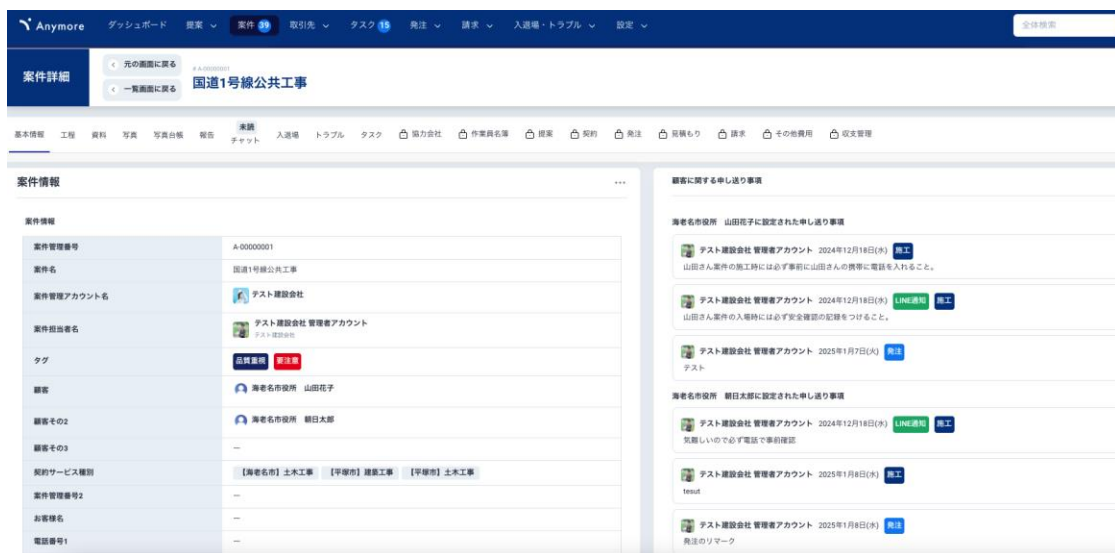 Anymore
ダッシュボード 提案 案件 39 取引先 タスク 15 発注 請求 入退場・トラブル 設定 全体検索
案件詳細
元の画面に戻る
一覧画面に戻る
# A-00000001
国道1号線公共工事
基本情報 工程 資料 写真 写真台帳 報告 未読 チャット 入退場 トラブル タスク 協力会社 作業員名簿 提案 契約 発注 見積もり 請求 その他費用 収支管理
案件情報 ...
案件情報
案件管理番号 A-00000001
案件名 国道1号線公共工事
案件管理アカウント名 テスト建設会社
案件担当者名 テスト建設会社 管理者アカウント
テスト建設会社
タグ 品質重視 要注意
顧客 海老名市役所 山田花子
顧客その2 海老名市役所 朝日太郎
顧客その3 —
契約サービス種別 【海老名市】土木工事 【平塚市】建築工事 【平塚市】土木工事
案件管理番号2 —
お客様名 —
電話番号1 —
顧客に関する申し送り事項
海老名市役所 山田花子に設定された申し送り事項
テスト建設会社 管理者アカウント 2024年12月18日(水) 施工
山田さん案件の施工時には必ず事前に山田さんの携帯に電話を入れること。
テスト建設会社 管理者アカウント 2024年12月18日(水) LINE通知 施工
山田さん案件の入場時には必ず安全確認の記録をつけること。
テスト建設会社 管理者アカウント 2025年1月7日(火) 発注
テスト
海老名市役所 朝日太郎に設定された申し送り事項
テスト建設会社 管理者アカウント 2024年12月18日(水) LINE通知 施工
気難しいので必ず電話で事前確認
テスト建設会社 管理者アカウント 2025年1月8日(水) 施工
tesut
テスト建設会社 管理者アカウント 2025年1月8日(水) 発注
発注のリマーク